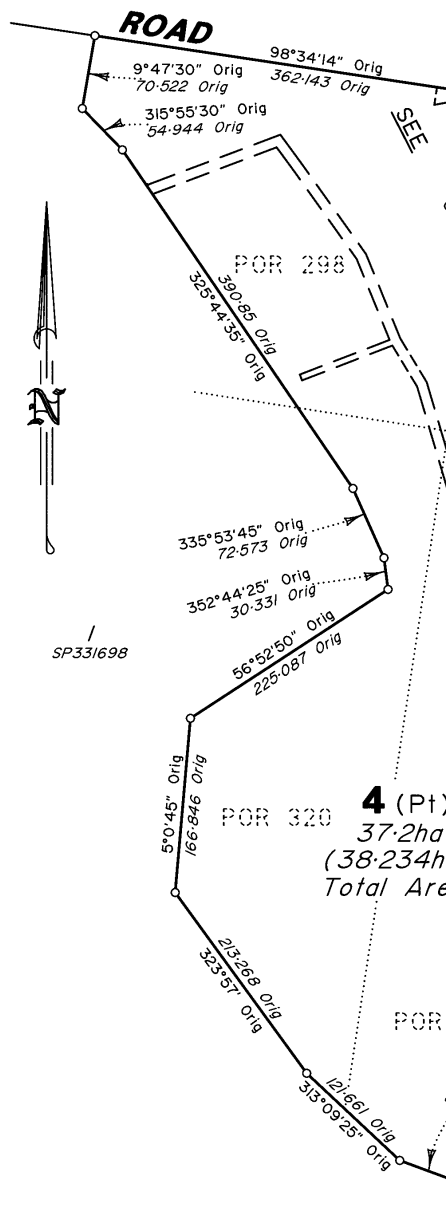 ROAD
98°34'14" Orig
362·143 Orig
9°47'30" Orig
70·522 Orig
315°55'30" Orig
54·944 Orig
SEE
POR 298
390·85 Orig
325°44'35" Orig
N
335°53'45" Orig
72·573 Orig
352°44'25" Orig
30·331 Orig
1
SP331698
56°52'50" Orig
225·087 Orig
5°0'45" Orig
166·846 Orig
POR 320
4 (Pt)
37·2ha
(38·234h
Total Are
213·268 Orig
323°57' Orig
POR
121·661 Orig
313°09'25" Orig